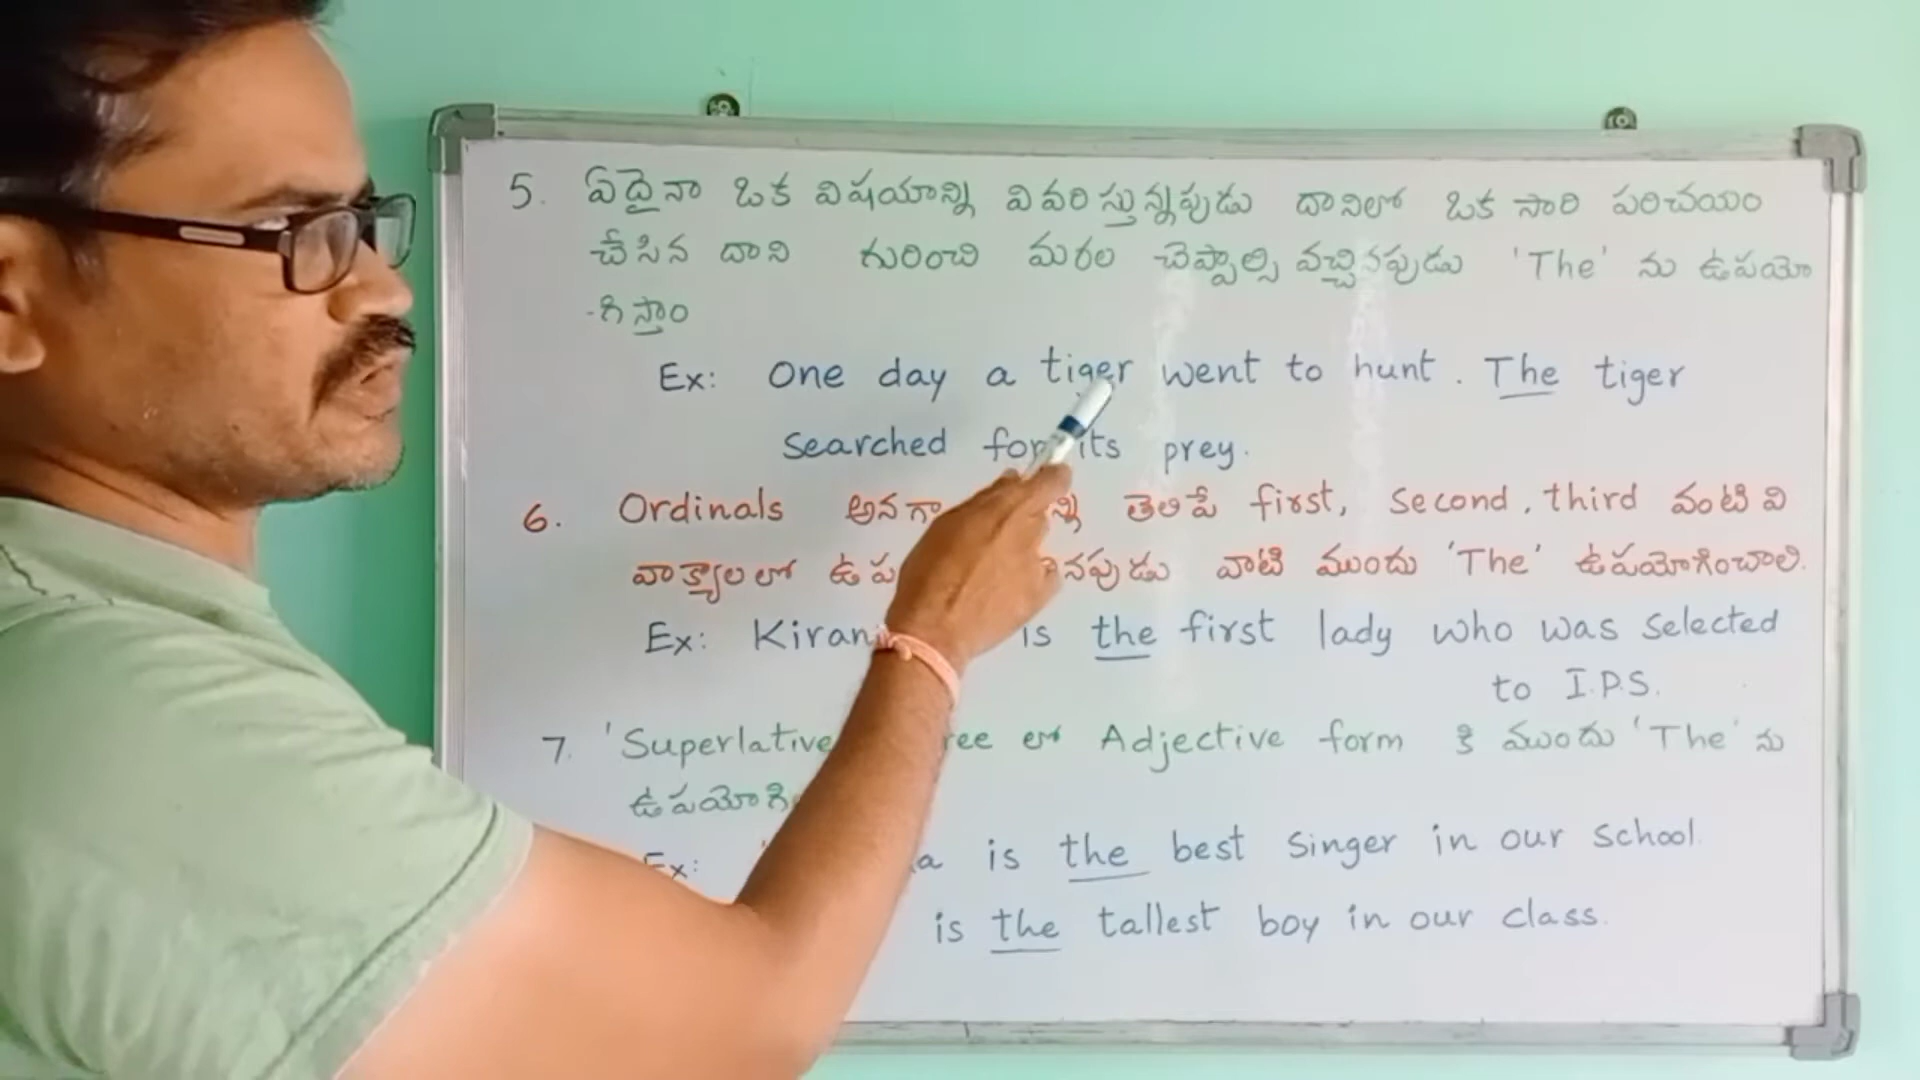 5. ఏదైనా ఒక విషయాన్ని వివరిస్తున్నపుడు దానిలో ఒక సారి పరిచయం
చేసిన దాని గురించి మరల చెప్పాల్సి వచ్చినపుడు 'The' ను ఉపయో
-గిస్తాం
Ex: One day a tiger went to hunt. The tiger
searched for its prey.
6. Ordinals అనగా తెలిపే first, second, third వంటి వి
వాక్యాలలో వాటి ముందు 'The' ఉపయోగించాలి.
Ex: Kiran is the first lady who was selected
to I.P.S.
7. 'Superlative లో Adjective form కి ముందు 'The' ను
Ex: is the best singer in our school.
is the tallest boy in our class.